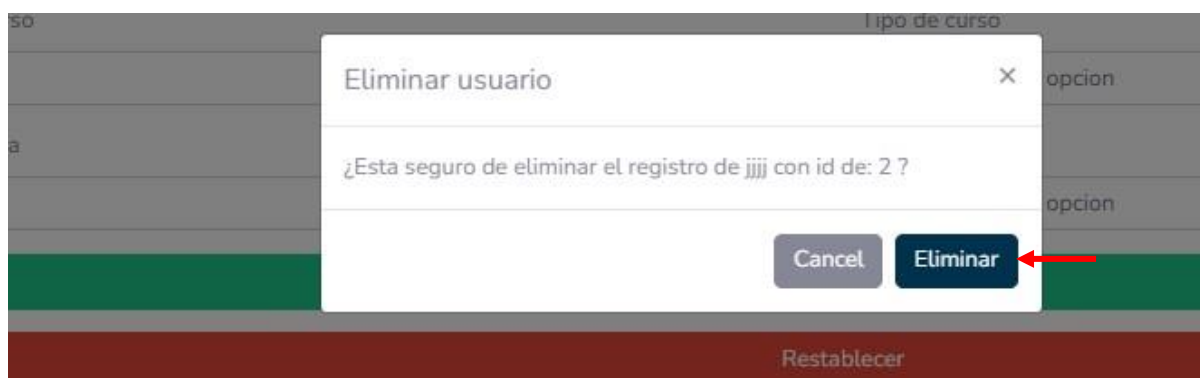 so
Tipo de curso
Eliminar usuario ×
opcion
a
¿Esta seguro de eliminar el registro de jjjj con id de: 2 ?
opcion
Cancel Eliminar
Restablecer